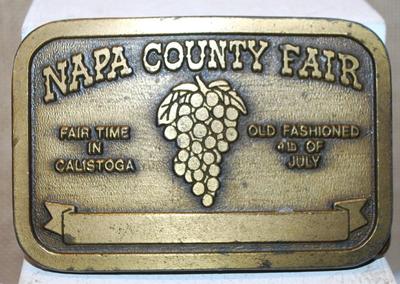 NAPA COUNTY FAIR
FAIR TIME
IN
CALISTOGA
OLD FASHIONED
4th OF
JULY